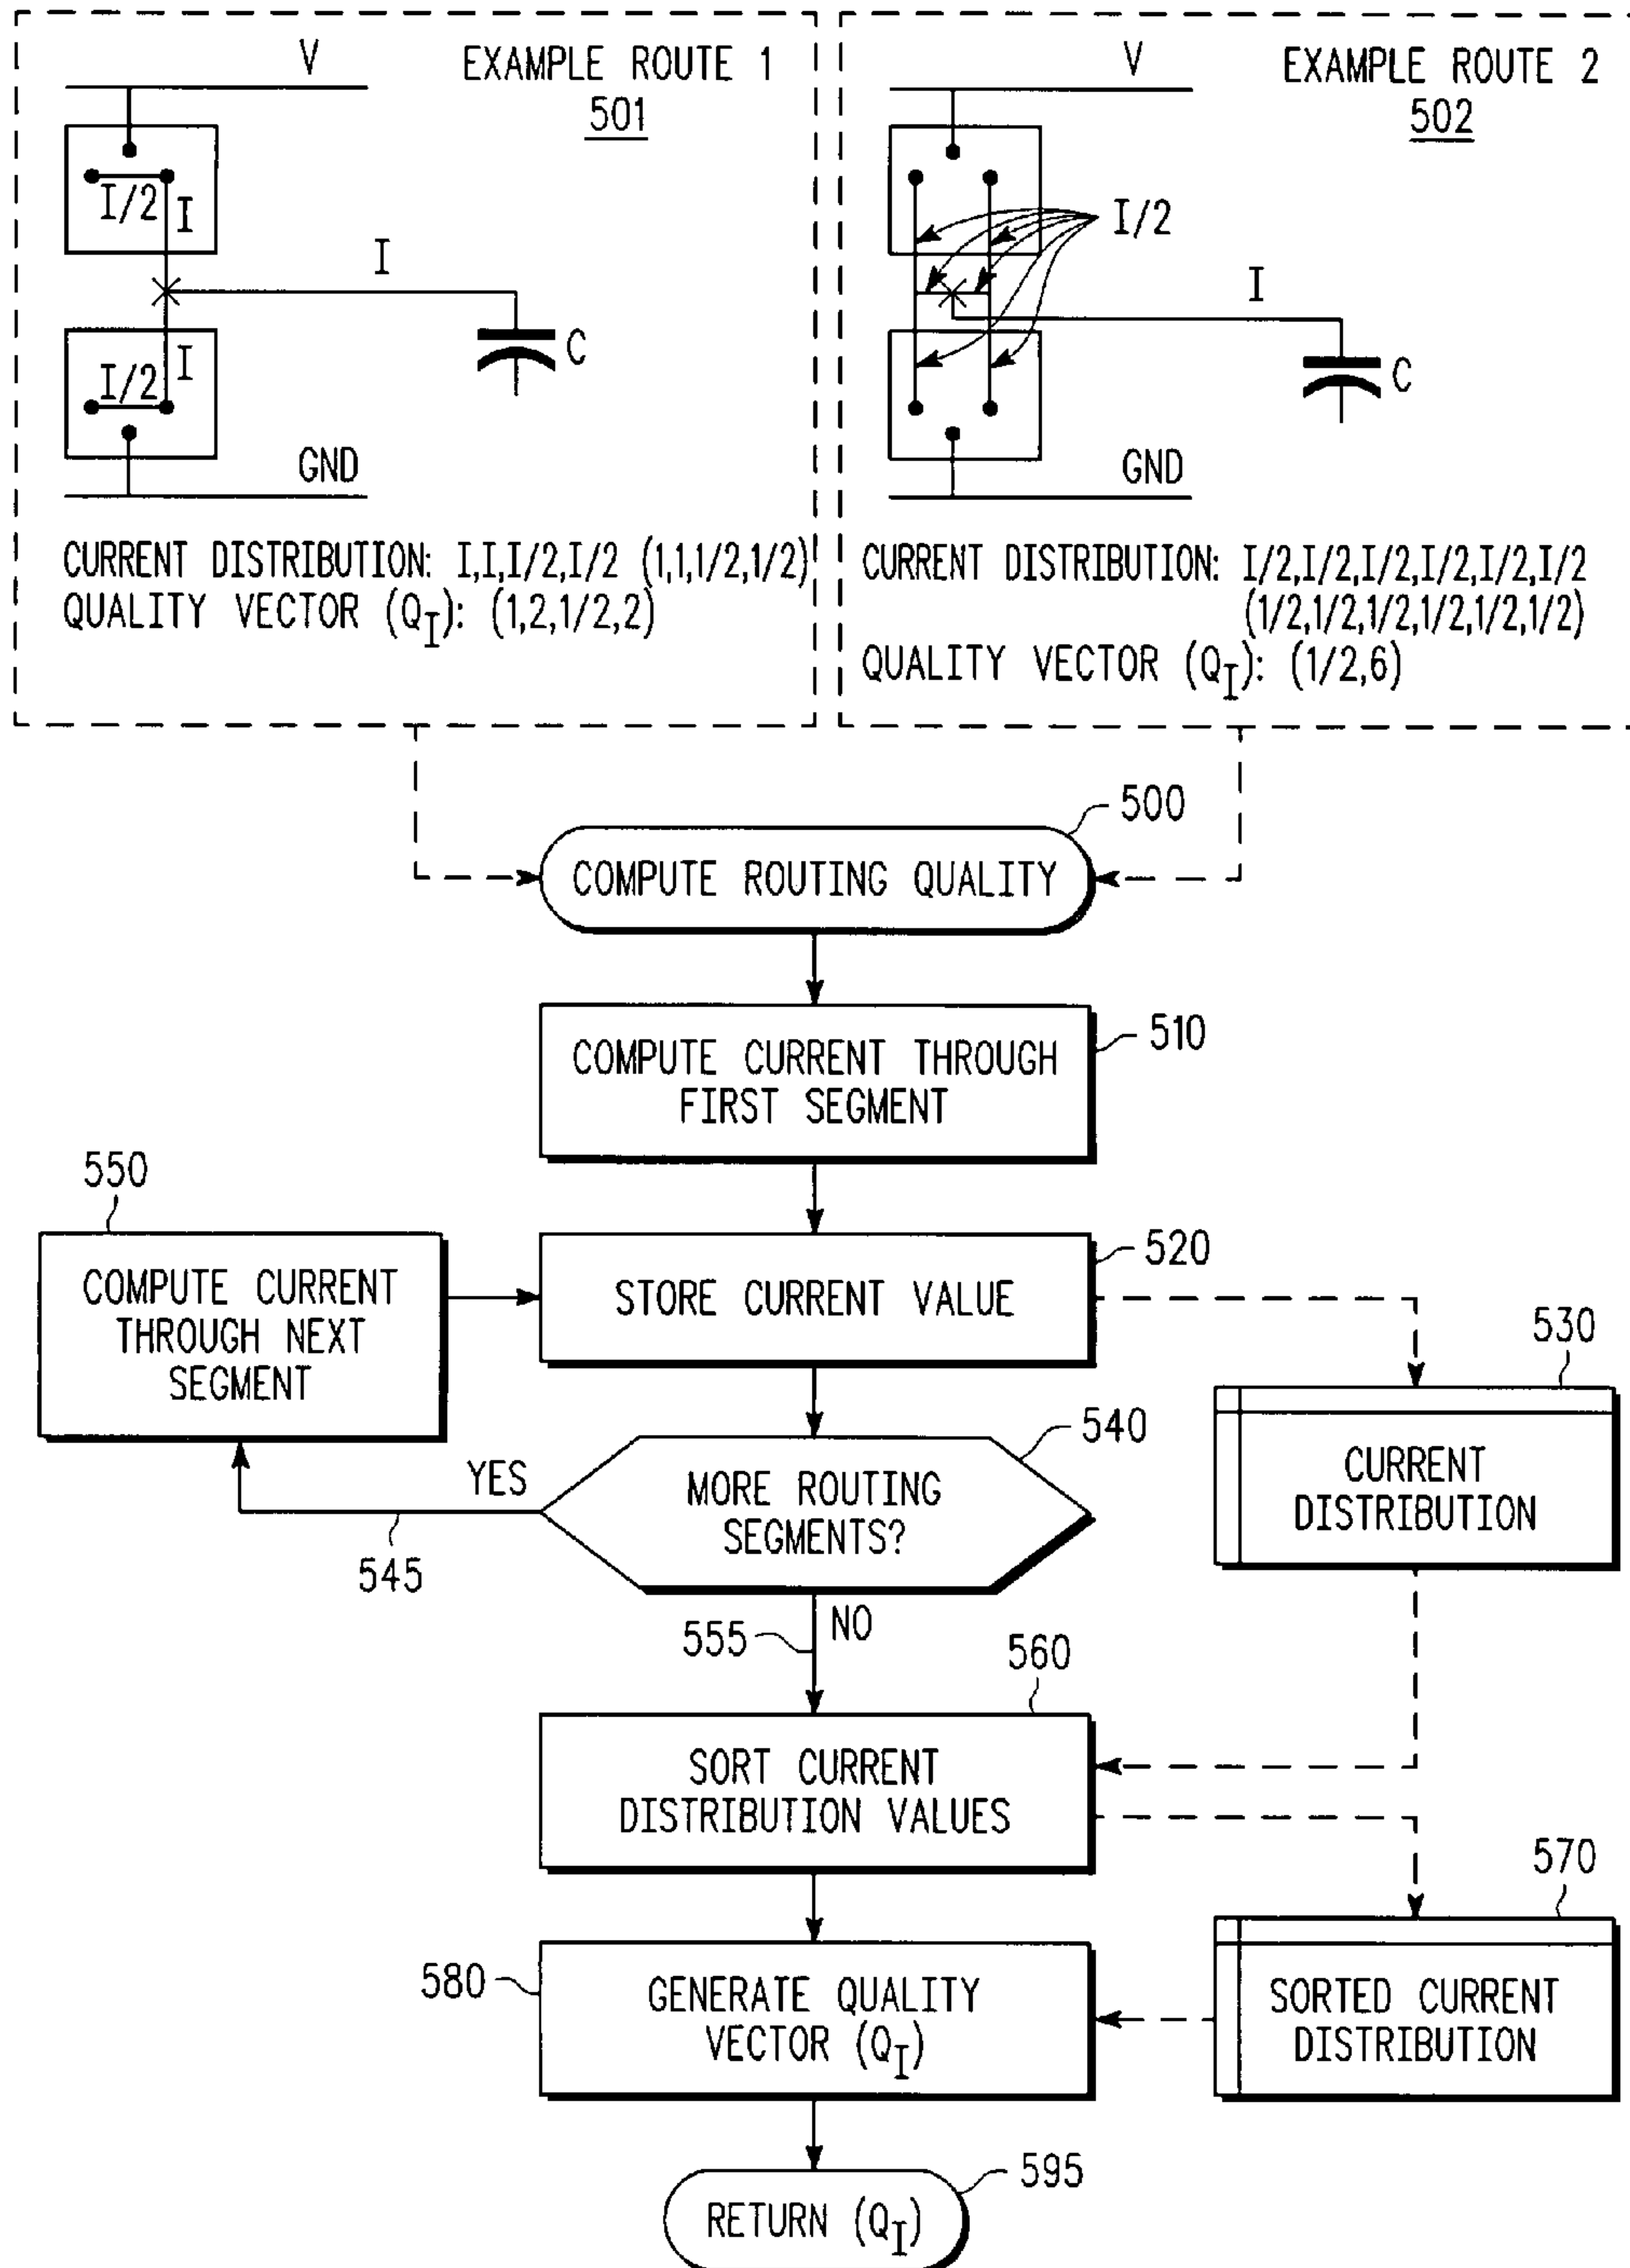 V
EXAMPLE ROUTE 1
501
I/2
I
I
I
I/2
C
GND
CURRENT DISTRIBUTION: I,I,I/2,I/2 (1,1,1/2,1/2)
QUALITY VECTOR (QI): (1,2,1/2,2)
V
EXAMPLE ROUTE 2
502
I/2
I
C
GND
CURRENT DISTRIBUTION: I/2,I/2,I/2,I/2,I/2,I/2
(1/2,1/2,1/2,1/2,1/2,1/2)
QUALITY VECTOR (QI): (1/2,6)
500
COMPUTE ROUTING QUALITY
510
COMPUTE CURRENT THROUGH
FIRST SEGMENT
550
COMPUTE CURRENT
THROUGH NEXT
SEGMENT
520
STORE CURRENT VALUE
530
CURRENT
DISTRIBUTION
540
MORE ROUTING
SEGMENTS?
YES
545
555
NO
560
SORT CURRENT
DISTRIBUTION VALUES
570
SORTED CURRENT
DISTRIBUTION
580
GENERATE QUALITY
VECTOR (QI)
595
RETURN (QI)